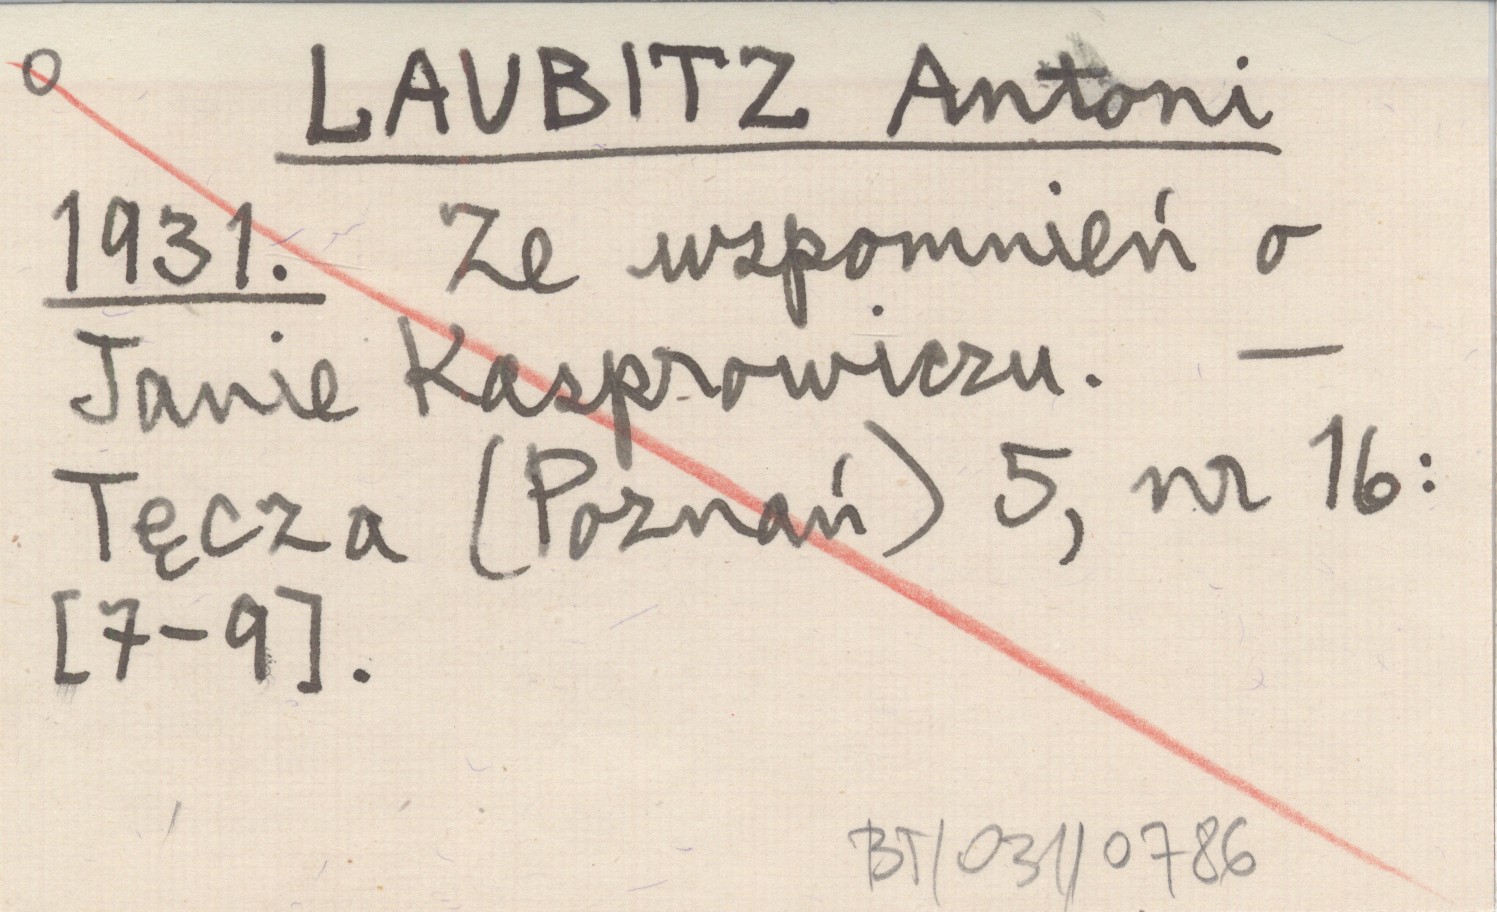 O
LAUBITZ Antoni
1931. Ze wspomnień o
Janie Kasprowiczu. —
Tęcza (Poznań) 5, nr 16:
[7-9].
BT/031/0786